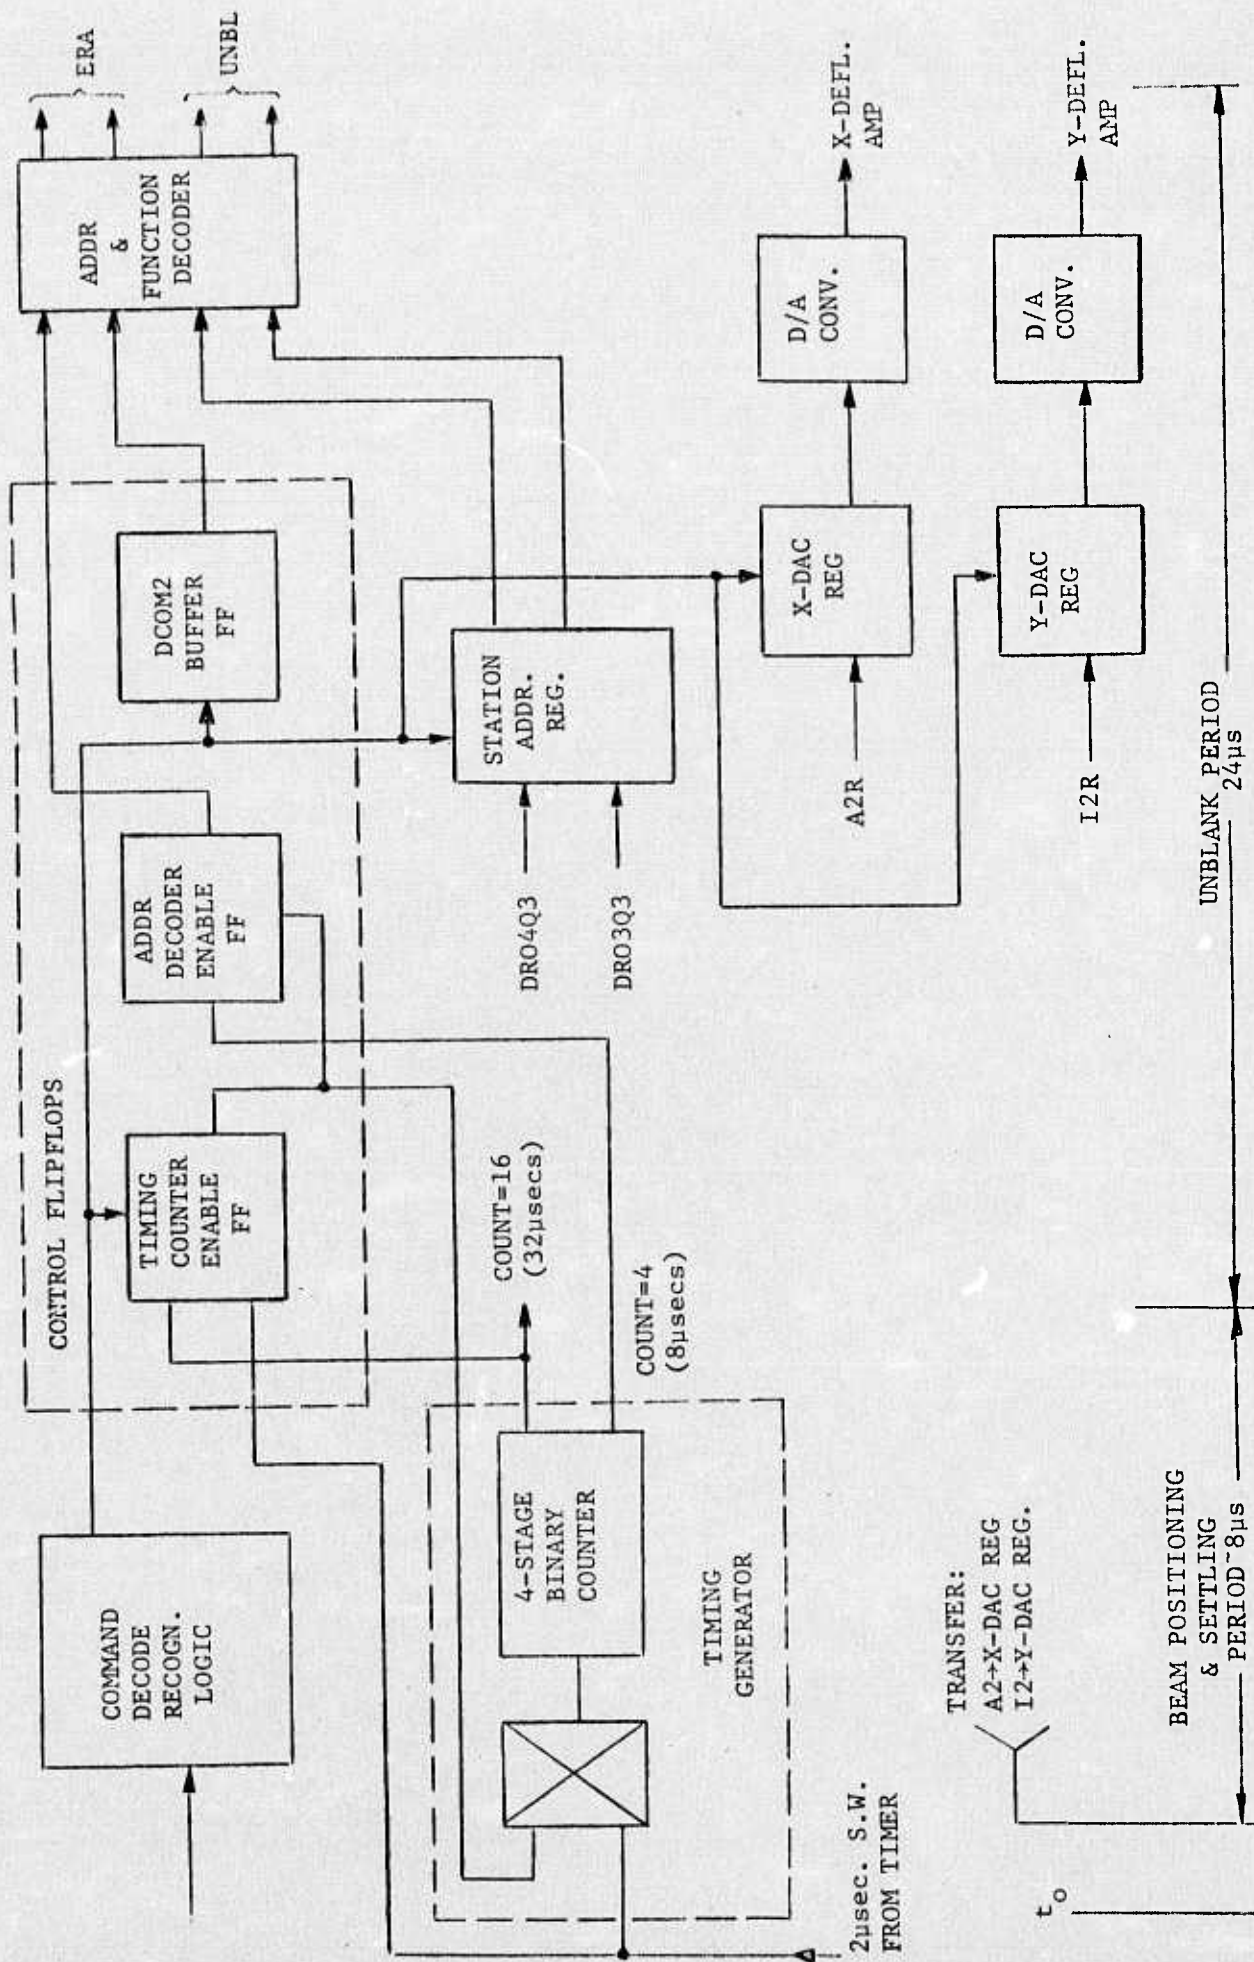 COMMAND
DECODE
RECOGN.
LOGIC
CONTROL FLIPFLOPS
TIMING
COUNTER
ENABLE
FF
ADDR
DECODER
ENABLE
FF
DCOM2
BUFFER
FF
ADDR
&
FUNCTION
DECODER
ERA
UNBL
4-STAGE
BINARY
COUNTER
TIMING
GENERATOR
COUNT=16
(32µsecs)
COUNT=4
(8µsecs)
2µsec. S.W.
FROM TIMER
DRO4Q3
DRO3Q3
STATION
ADDR.
REG.
A2R
X-DAC
REG
D/A
CONV.
X-DEFL.
AMP
I2R
Y-DAC
REG
D/A
CONV.
Y-DEFL.
AMP
to
TRANSFER:
A2→X-DAC REG
I2→Y-DAC REG.
BEAM POSITIONING
& SETTLING
PERIOD ~8µs
UNBLANK PERIOD
24µs